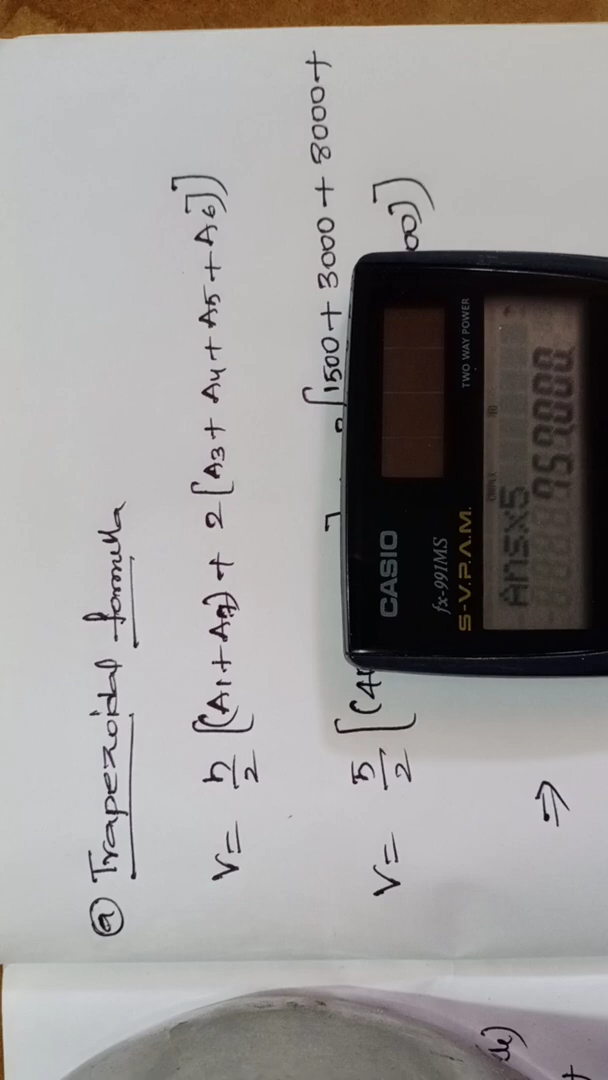 ⓐ Trapezoidal formula
V = h/2 [(A1 + A7) + 2 [A3 + A4 + A5 + A6]]
V = 5/2 [(4 [1500 + 3000 + 8000 + 00]]
⇒
CASIO
fx-991MS
TWO WAY POWER
S-V.P.A.M.
Ans×5
959000